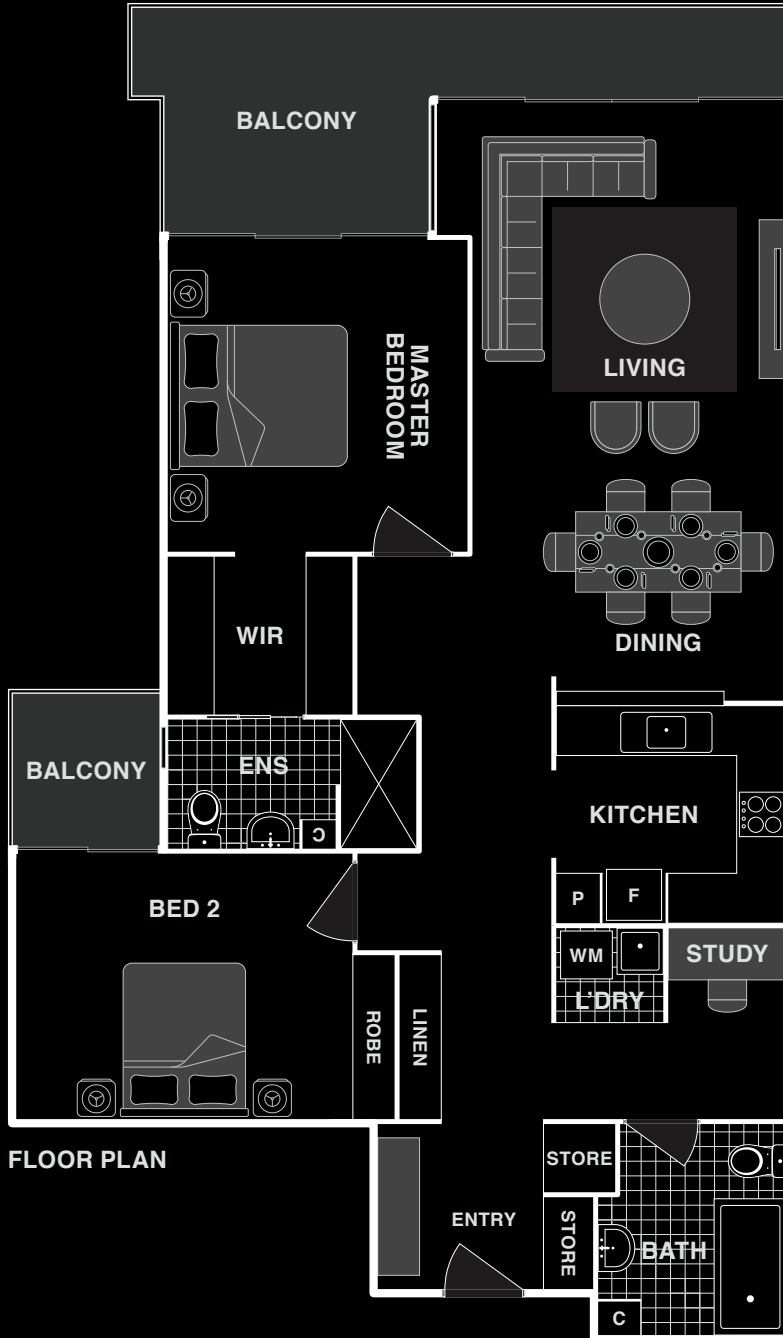 BALCONY
LIVING
MASTER
BEDROOM
DINING
WIR
BALCONY
ENS
C
KITCHEN
P
F
BED 2
WM
STUDY
L'DRY
ROBE
LINEN
FLOOR PLAN
STORE
ENTRY
STORE
BATH
C